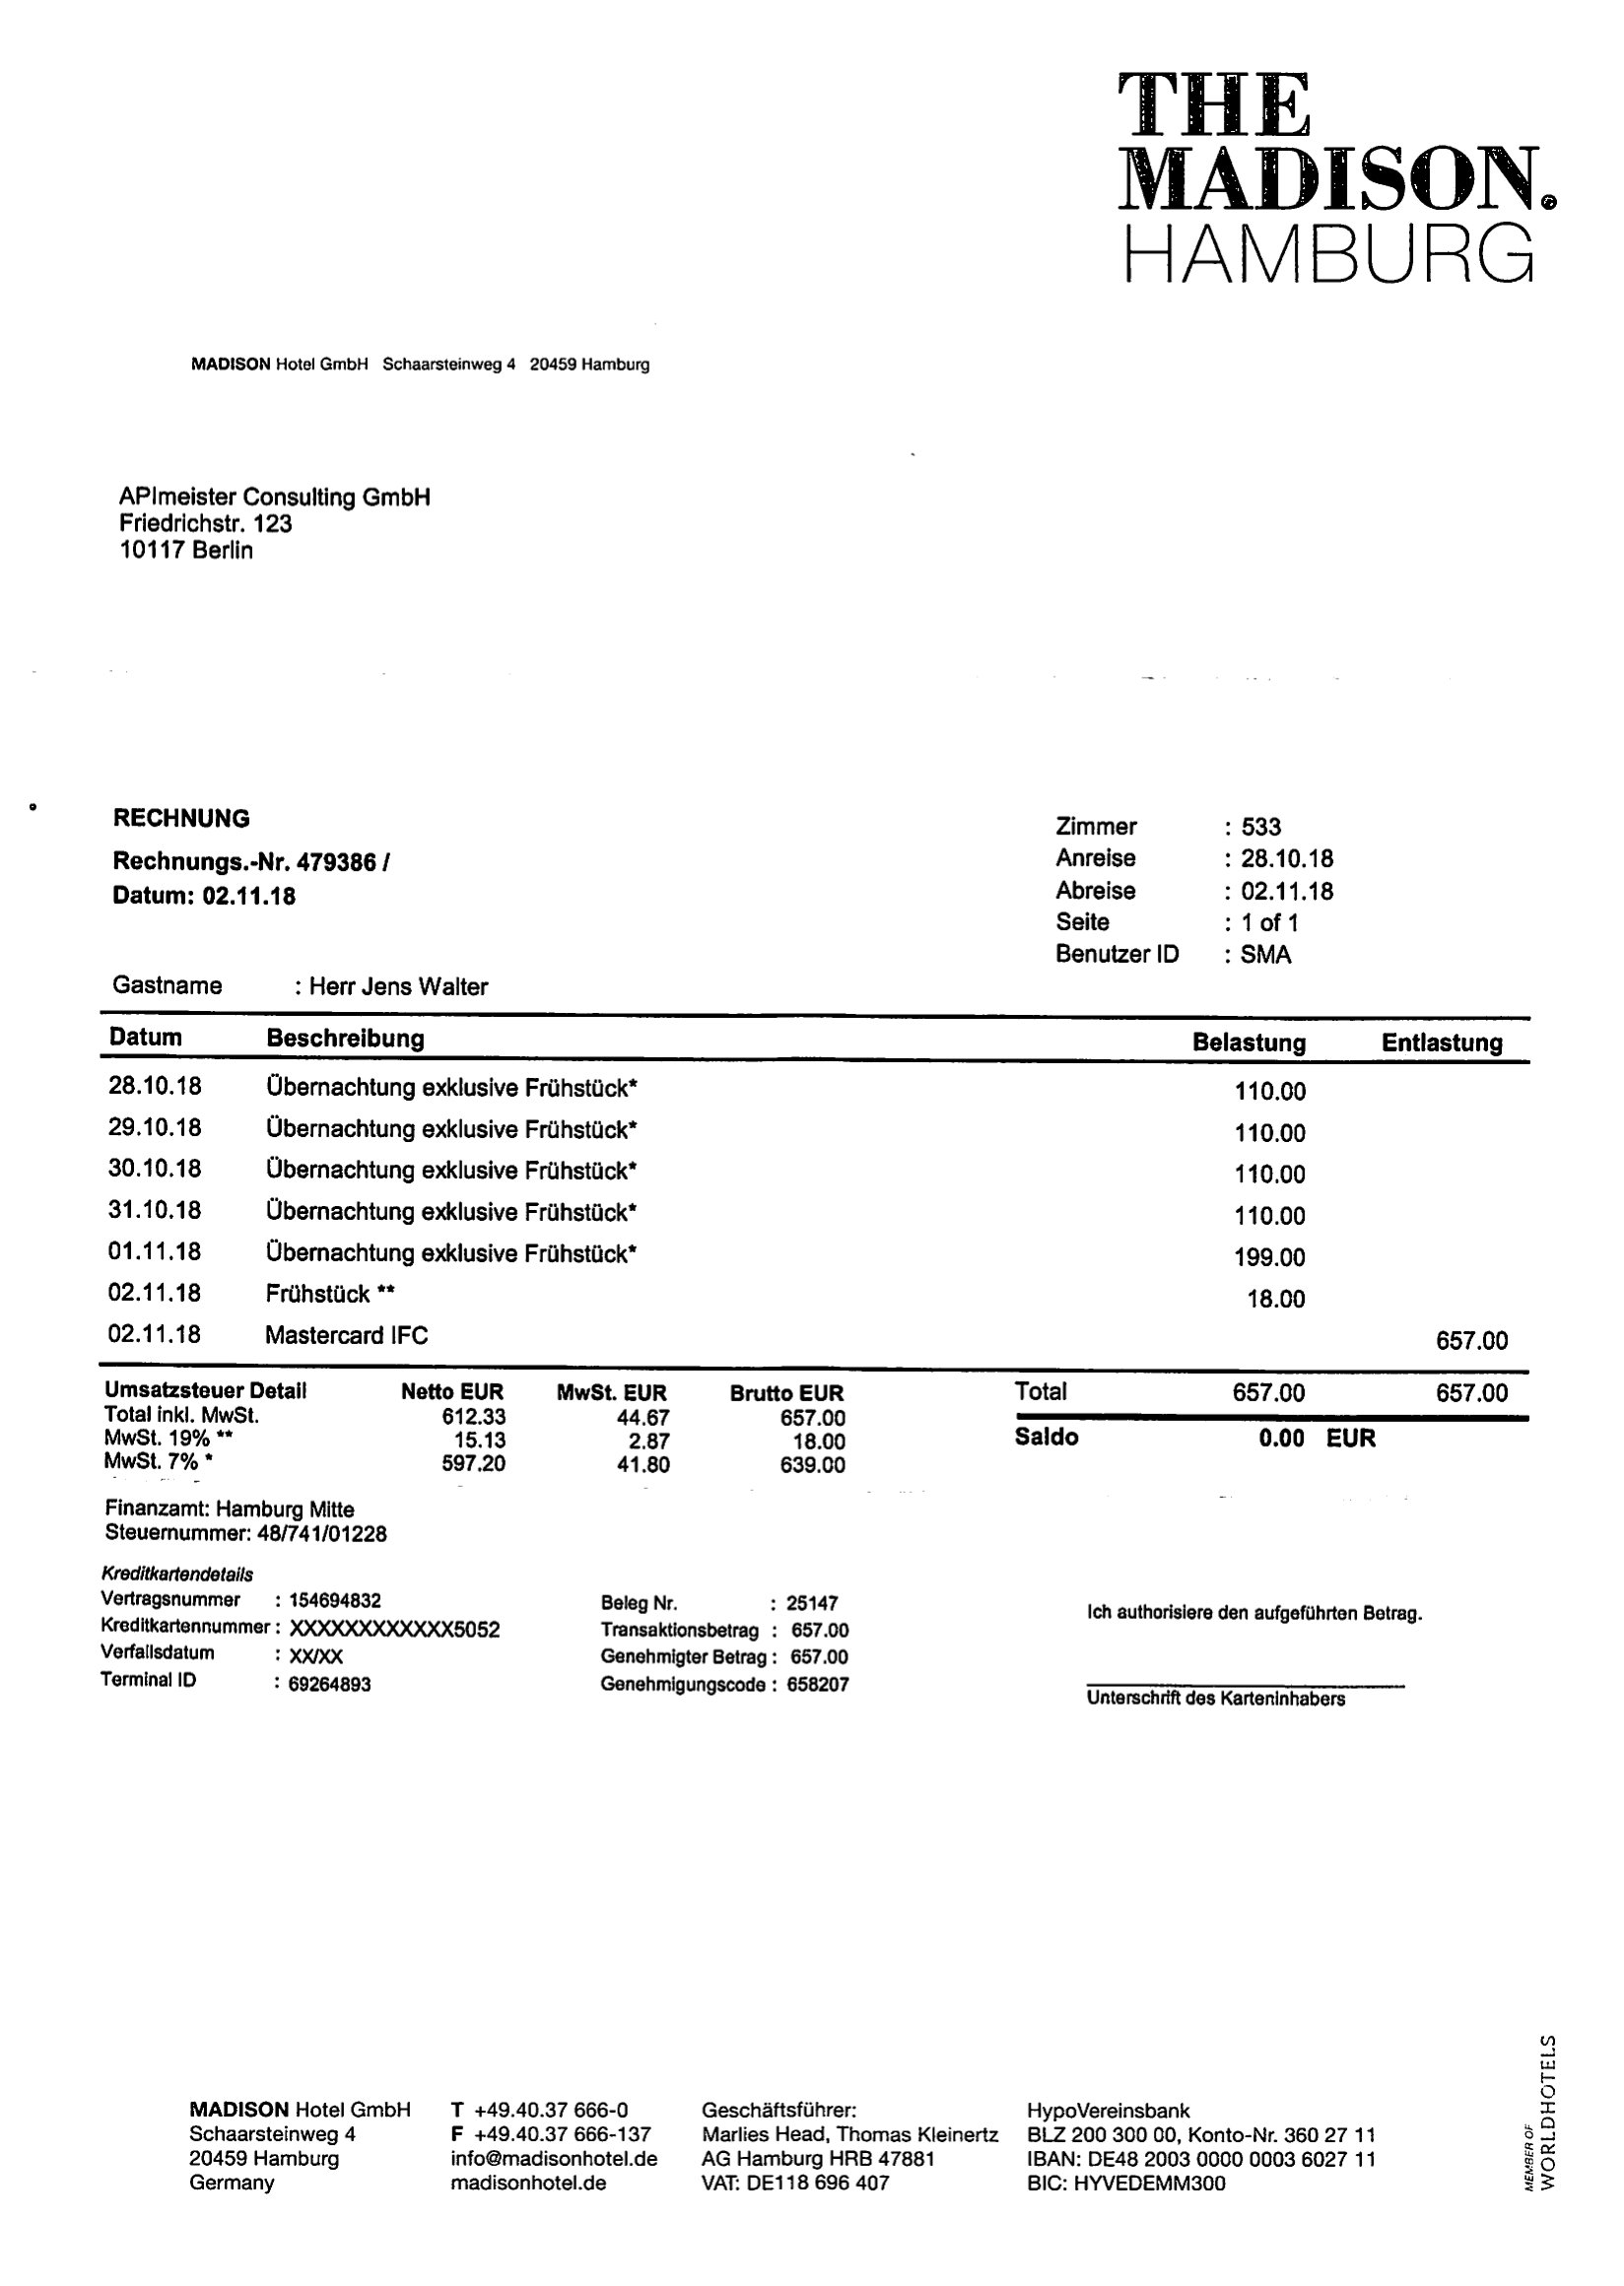 THE
MADISON®
HAMBURG
MADISON Hotel GmbH Schaarsteinweg 4 20459 Hamburg
APImeister Consulting GmbH
Friedrichstr. 123
10117 Berlin
RECHNUNG
Rechnungs.-Nr. 479386 /
Datum: 02.11.18
Zimmer : 533
Anreise : 28.10.18
Abreise : 02.11.18
Seite : 1 of 1
Benutzer ID : SMA
Gastname : Herr Jens Walter
Datum Beschreibung Belastung Entlastung
28.10.18 Übernachtung exklusive Frühstück* 110.00
29.10.18 Übernachtung exklusive Frühstück* 110.00
30.10.18 Übernachtung exklusive Frühstück* 110.00
31.10.18 Übernachtung exklusive Frühstück* 110.00
01.11.18 Übernachtung exklusive Frühstück* 199.00
02.11.18 Frühstück ** 18.00
02.11.18 Mastercard IFC 657.00
Umsatzsteuer Detail Netto EUR MwSt. EUR Brutto EUR Total 657.00 657.00
Total inkl. MwSt. 612.33 44.67 657.00
MwSt. 19% ** 15.13 2.87 18.00 Saldo 0.00 EUR
MwSt. 7% * 597.20 41.80 639.00
Finanzamt: Hamburg Mitte
Steuernummer: 48/741/01228
Kreditkartendetails
Vertragsnummer : 154694832 Beleg Nr. : 25147 Ich authorisiere den aufgeführten Betrag.
Kreditkartennummer : XXXXXXXXXXXX5052 Transaktionsbetrag : 657.00
Verfallsdatum : XX/XX Genehmigter Betrag : 657.00
Terminal ID : 69264893 Genehmigungscode : 658207 Unterschrift des Karteninhabers
MADISON Hotel GmbH T +49.40.37 666-0 Geschäftsführer: HypoVereinsbank
Schaarsteinweg 4 F +49.40.37 666-137 Marlies Head, Thomas Kleinertz BLZ 200 300 00, Konto-Nr. 360 27 11
20459 Hamburg info@madisonhotel.de AG Hamburg HRB 47881 IBAN: DE48 2003 0000 0003 6027 11
Germany madisonhotel.de VAT: DE118 696 407 BIC: HYVEDEMM300
MEMBER OF
WORLDHOTELS